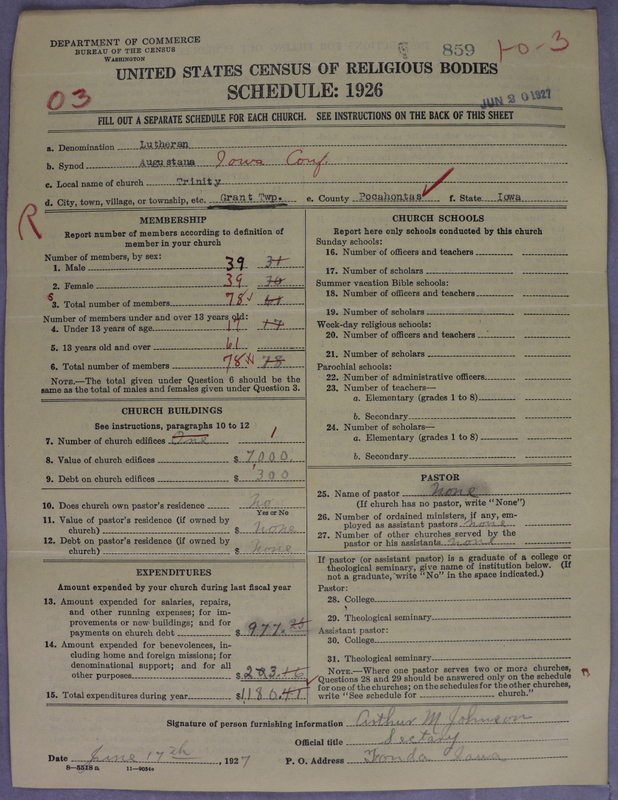 DEPARTMENT OF COMMERCE
BUREAU OF THE CENSUS
WASHINGTON
859
10-3
UNITED STATES CENSUS OF RELIGIOUS BODIES
SCHEDULE: 1926
03
JUN 20 1927
FILL OUT A SEPARATE SCHEDULE FOR EACH CHURCH. SEE INSTRUCTIONS ON THE BACK OF THIS SHEET
a. Denomination Lutheran
b. Synod Augustana Iowa Conf.
c. Local name of church Trinity
d. City, town, village, or township, etc. Grant Twp. e. County Pocahontas f. State Iowa
R
MEMBERSHIP
Report number of members according to definition of member in your church
Number of members, by sex:
1. Male 39 31
2. Female 39 30
3. Total number of members 78 61
Number of members under and over 13 years old:
4. Under 13 years of age 17 17
5. 13 years old and over 61
6. Total number of members 78 78
NOTE.—The total given under Question 6 should be the
same as the total of males and females given under Question 3.
CHURCH BUILDINGS
See instructions, paragraphs 10 to 12
7. Number of church edifices One 1
8. Value of church edifices $ 7000.
9. Debt on church edifices $ 300
10. Does church own pastor's residence No
Yes or No
11. Value of pastor's residence (if owned by
church) $ None
12. Debt on pastor's residence (if owned by
church) $ None
EXPENDITURES
Amount expended by your church during last fiscal year
13. Amount expended for salaries, repairs,
and other running expenses; for im-
provements or new buildings; and for
payments on church debt $ 977.25
14. Amount expended for benevolences, in-
cluding home and foreign missions; for
denominational support; and for all
other purposes $ 203.16
15. Total expenditures during year $ 1180.41
CHURCH SCHOOLS
Report here only schools conducted by this church
Sunday schools:
16. Number of officers and teachers
17. Number of scholars
Summer vacation Bible schools:
18. Number of officers and teachers
19. Number of scholars
Week-day religious schools:
20. Number of officers and teachers
21. Number of scholars
Parochial schools:
22. Number of administrative officers
23. Number of teachers—
a. Elementary (grades 1 to 8)
b. Secondary
24. Number of scholars—
a. Elementary (grades 1 to 8)
b. Secondary
PASTOR
25. Name of pastor None
(If church has no pastor, write "None")
26. Number of ordained ministers, if any, em-
ployed as assistant pastors None
27. Number of other churches served by the
pastor or his assistants None
If pastor (or assistant pastor) is a graduate of a college or
theological seminary, give name of institution below. (If
not a graduate, write "No" in the space indicated.)
Pastor:
28. College
29. Theological seminary
Assistant pastor:
30. College
31. Theological seminary
NOTE.—Where one pastor serves two or more churches,
Questions 28 and 29 should be answered only on the schedule
for one of the churches; on the schedules for the other churches,
write "See schedule for church."
Signature of person furnishing information Arthur M Johnson
Official title Sectary
Date June 17th, 1927 P. O. Address Fonda Iowa
8-5518 a 11-9034